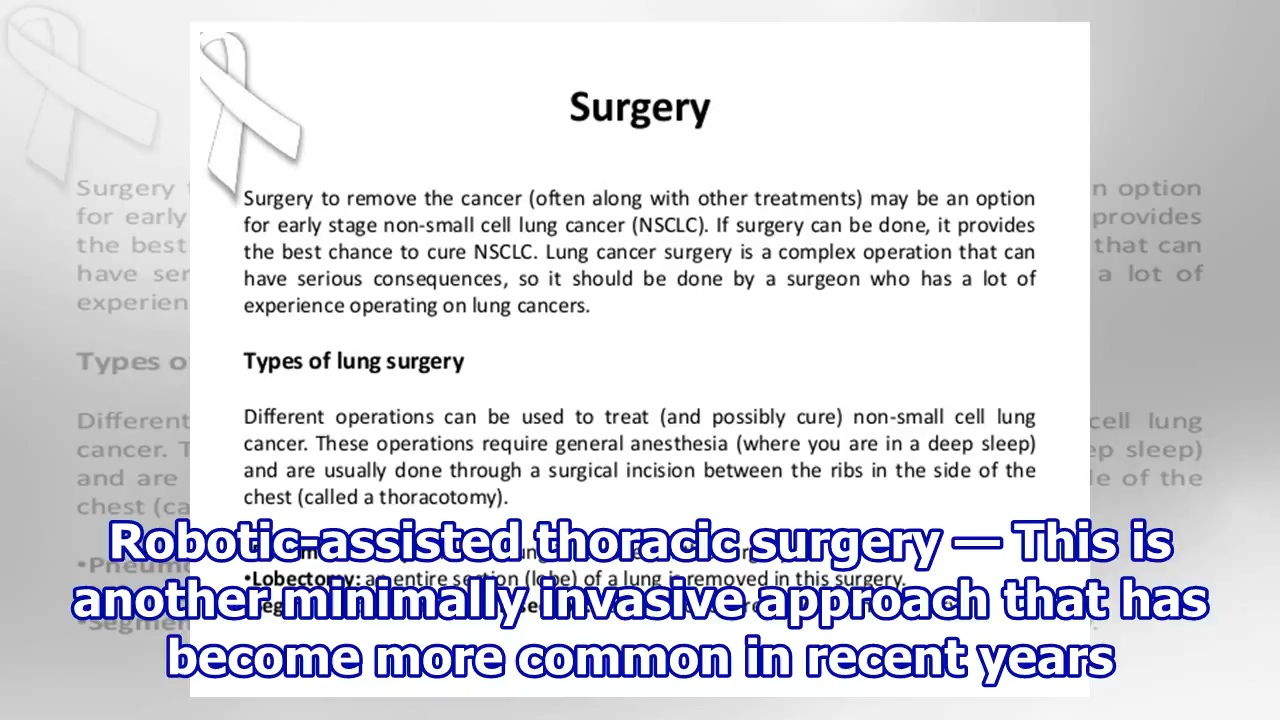 Surgery
Surgery to remove the cancer (often along with other treatments) may be an option
for early stage non-small cell lung cancer (NSCLC). If surgery can be done, it provides
the best chance to cure NSCLC. Lung cancer surgery is a complex operation that can
have serious consequences, so it should be done by a surgeon who has a lot of
experience operating on lung cancers.
Types of lung surgery
Different operations can be used to treat (and possibly cure) non-small cell lung
cancer. These operations require general anesthesia (where you are in a deep sleep)
and are usually done through a surgical incision between the ribs in the side of the
chest (called a thoracotomy).
•Lobectomy: an entire section (lobe) of a lung is removed in this surgery.
Robotic-assisted thoracic surgery — This is
another minimally invasive approach that has
become more common in recent years